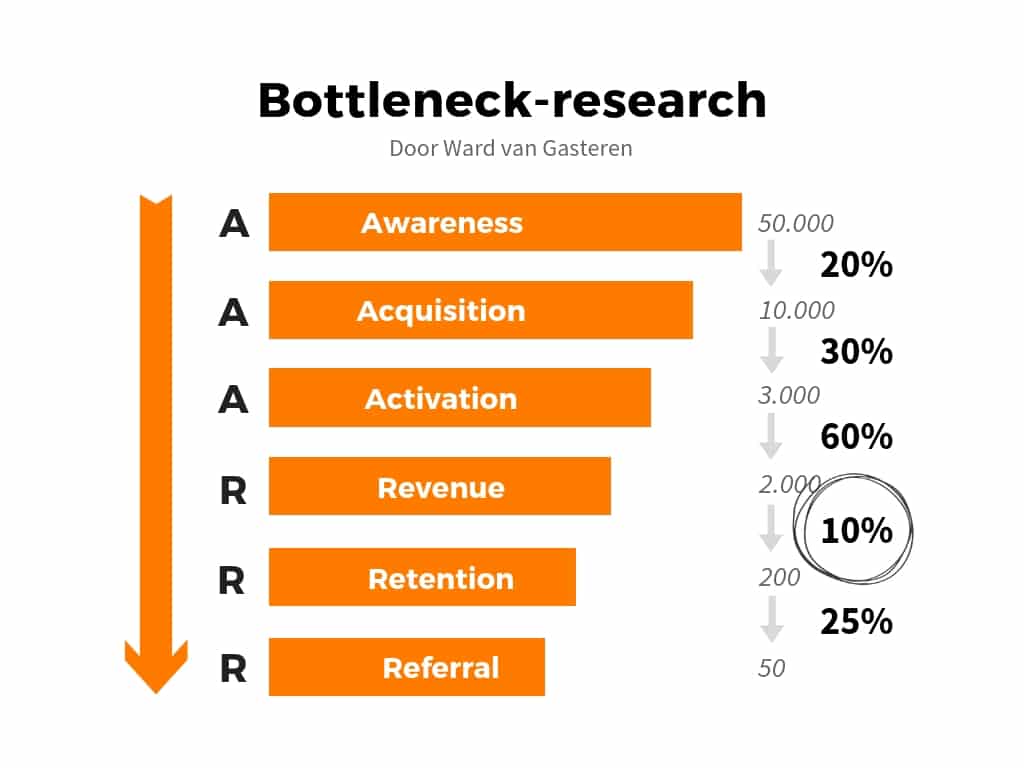 Bottleneck-research
Door Ward van Gasteren
A Awareness 50.000
20%
A Acquisition 10.000
30%
A Activation 3.000
60%
R Revenue 2.000
10%
R Retention 200
25%
R Referral 50